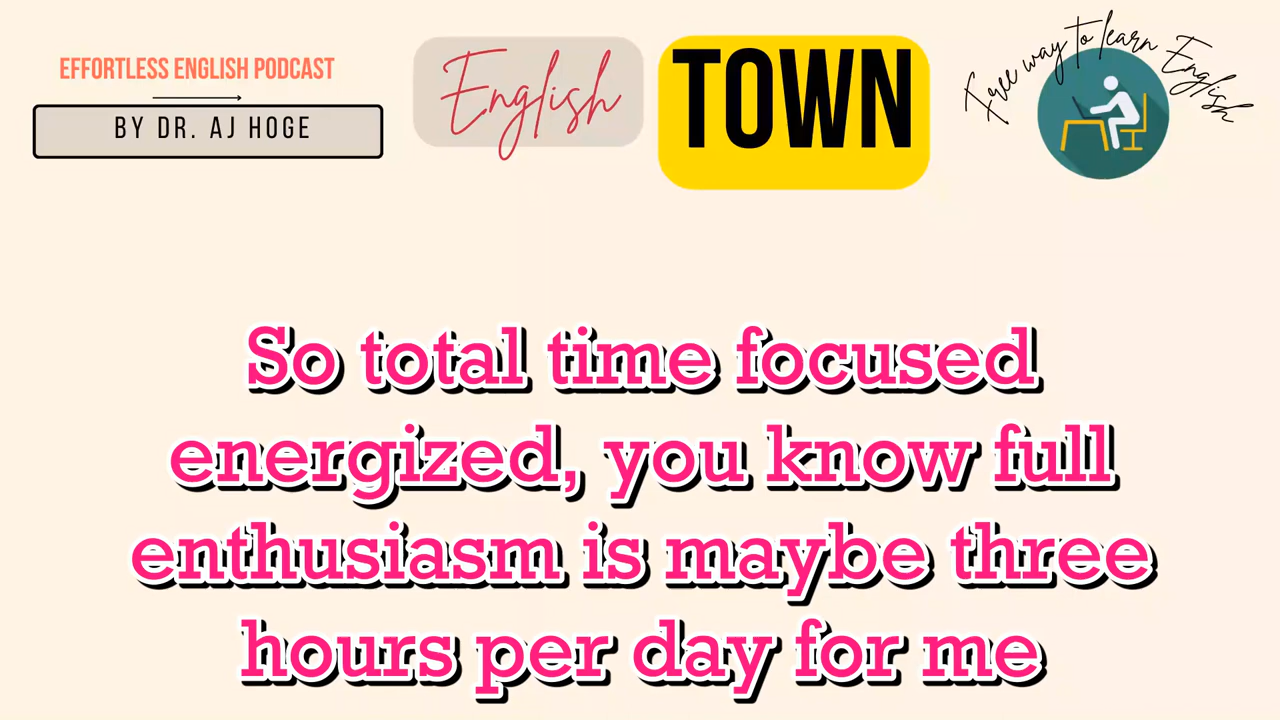 EFFORTLESS ENGLISH PODCAST
BY DR. AJ HOGE
English
TOWN
Free way to learn English
So total time focused
energized, you know full
enthusiasm is maybe three
hours per day for me